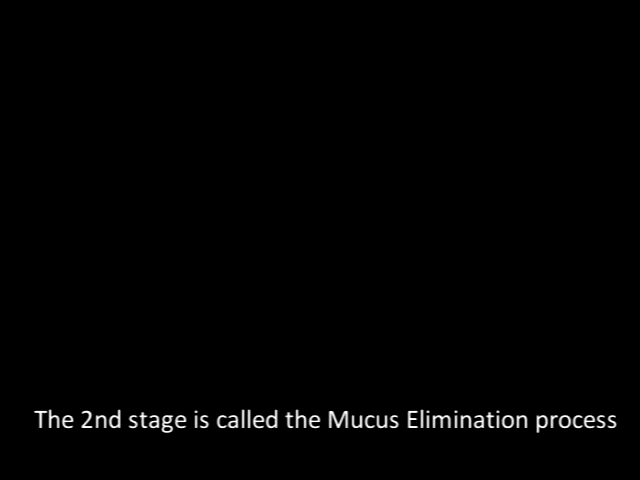 The 2nd stage is called the Mucus Elimination process